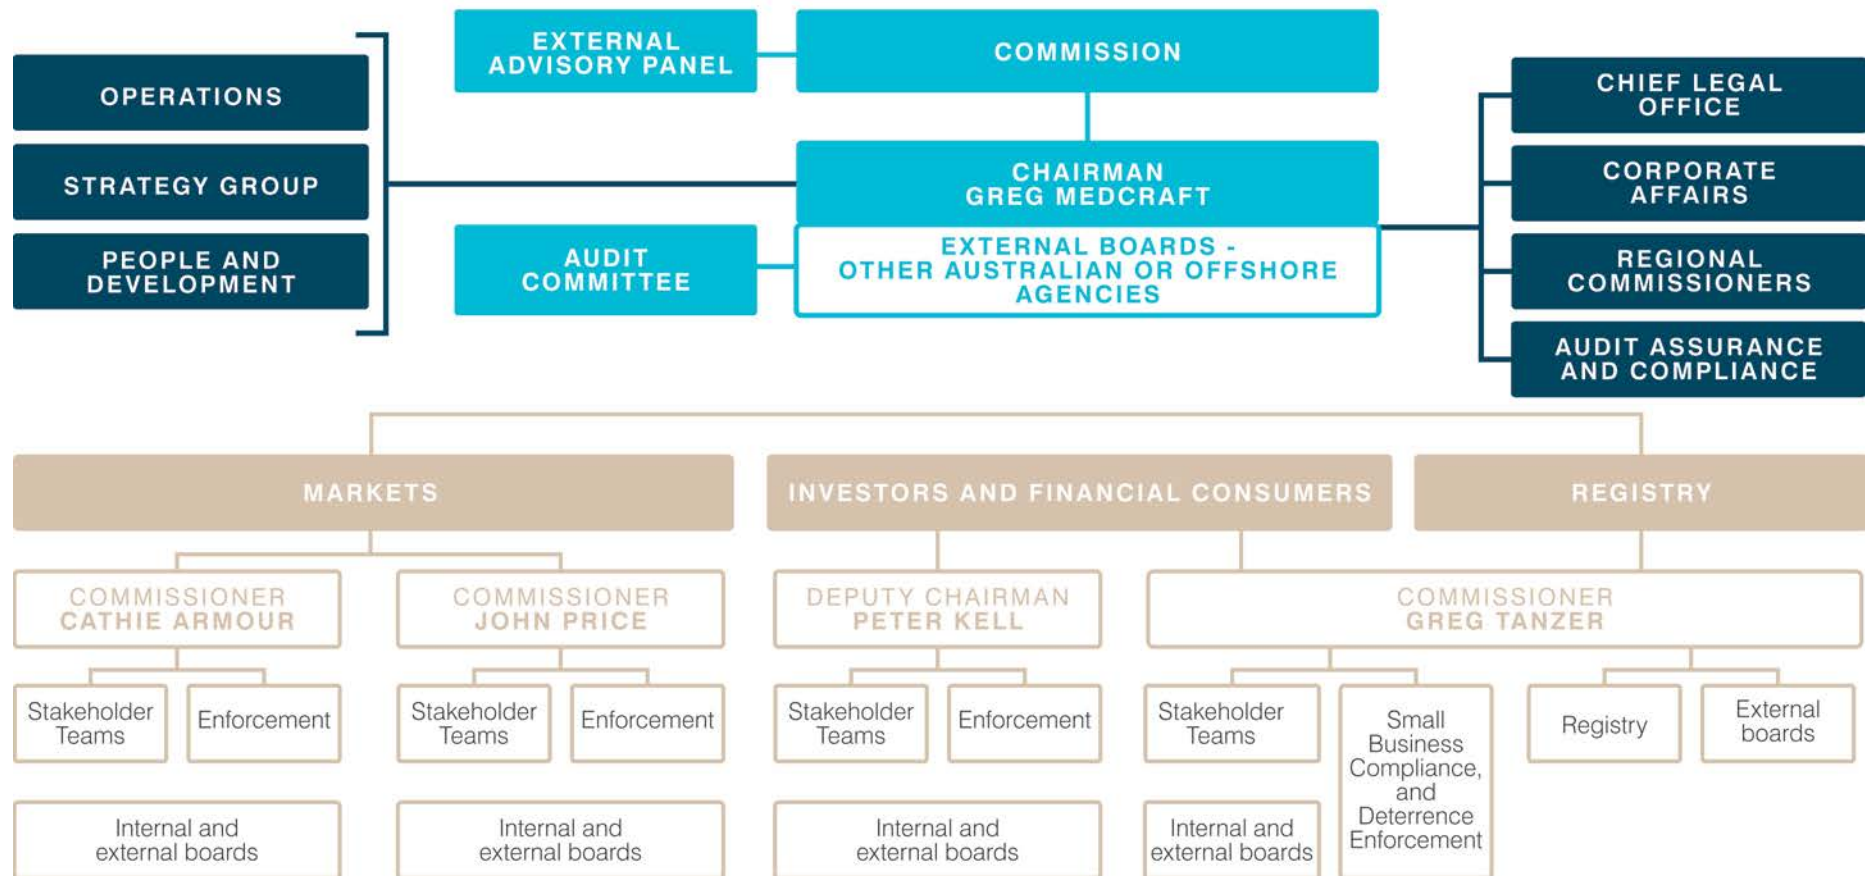 EXTERNAL
ADVISORY PANEL
COMMISSION
OPERATIONS
STRATEGY GROUP
PEOPLE AND
DEVELOPMENT
CHAIRMAN
GREG MEDCRAFT
AUDIT
COMMITTEE
EXTERNAL BOARDS -
OTHER AUSTRALIAN OR OFFSHORE
AGENCIES
CHIEF LEGAL
OFFICE
CORPORATE
AFFAIRS
REGIONAL
COMMISSIONERS
AUDIT ASSURANCE
AND COMPLIANCE
MARKETS
INVESTORS AND FINANCIAL CONSUMERS
REGISTRY
COMMISSIONER
CATHIE ARMOUR
COMMISSIONER
JOHN PRICE
DEPUTY CHAIRMAN
PETER KELL
COMMISSIONER
GREG TANZER
Stakeholder
Teams
Enforcement
Stakeholder
Teams
Enforcement
Stakeholder
Teams
Enforcement
Stakeholder
Teams
Small
Business
Compliance,
and
Deterrence
Enforcement
Registry
External
boards
Internal and
external boards
Internal and
external boards
Internal and
external boards
Internal and
external boards